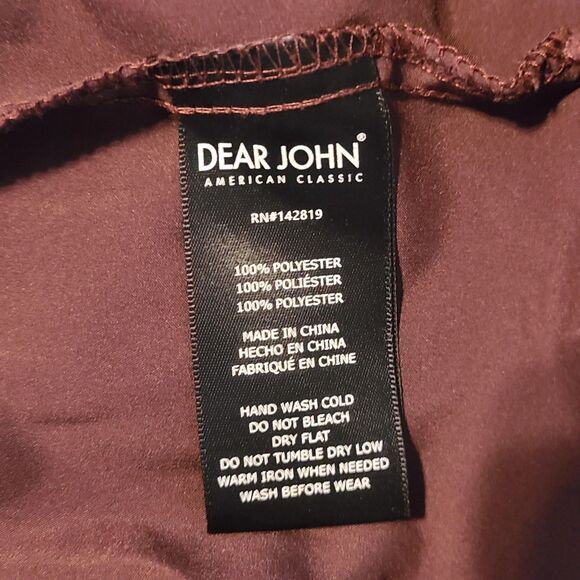 DEAR JOHN®
AMERICAN CLASSIC
RN#142819
100% POLYESTER
100% POLIÉSTER
100% POLYESTER
MADE IN CHINA
HECHO EN CHINA
FABRIQUÉ EN CHINE
HAND WASH COLD
DO NOT BLEACH
DRY FLAT
DO NOT TUMBLE DRY LOW
WARM IRON WHEN NEEDED
WASH BEFORE WEAR